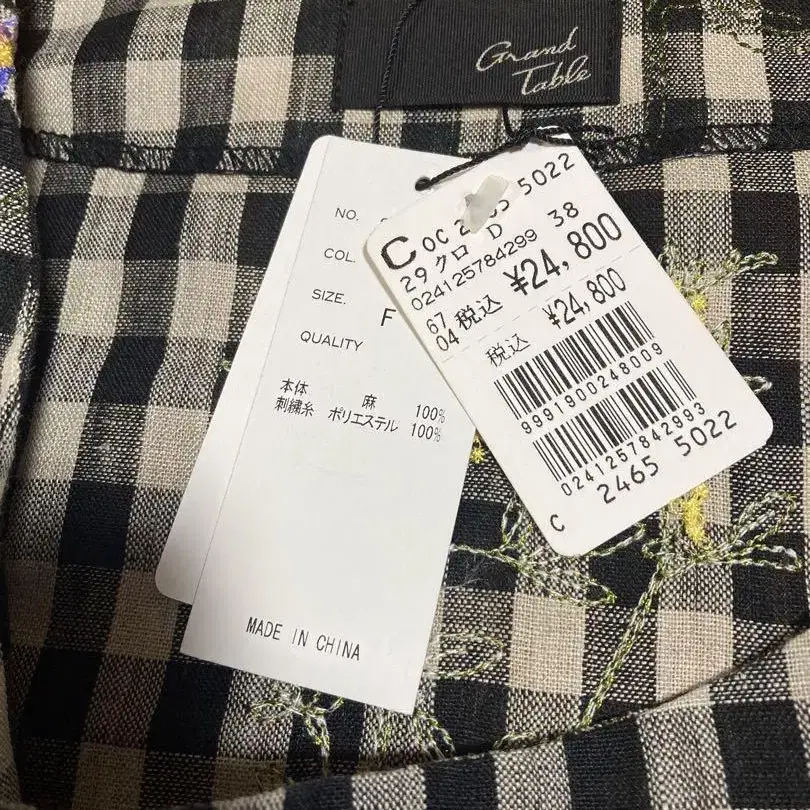 Grand
Table
NO.
COL.
SIZE. F
QUALITY
本体 麻 100%
刺繍糸 ポリエステル 100%
MADE IN CHINA
C OC 5022
29 クロ D 38
024125784299
67
04 税込 ¥24,800
税込 ¥24,800
9991900248009
0241257842993
C 2465 5022